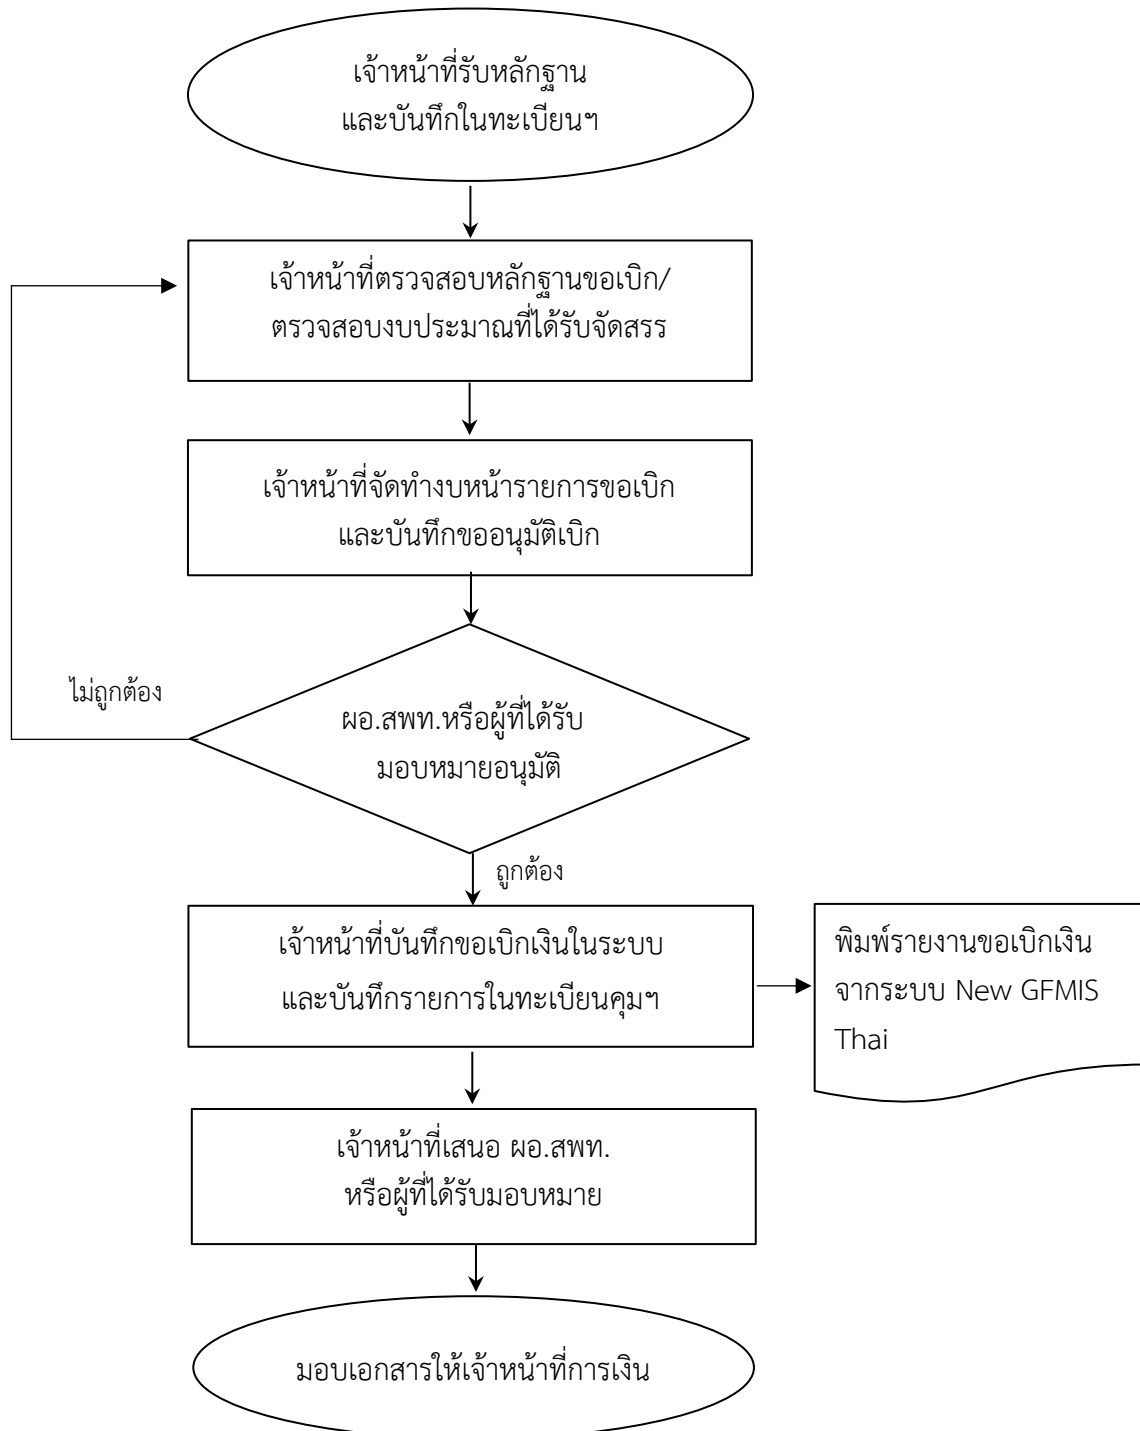 เจ้าหน้าที่รับหลักฐาน
และบันทึกในทะเบียนฯ
เจ้าหน้าที่ตรวจสอบหลักฐานขอเบิก/
ตรวจสอบงบประมาณที่ได้รับจัดสรร
เจ้าหน้าที่จัดทำงบหน้ารายการขอเบิก
และบันทึกขออนุมัติเบิก
ไม่ถูกต้อง
ผอ.สพท.หรือผู้ที่ได้รับ
มอบหมายอนุมัติ
ถูกต้อง
เจ้าหน้าที่บันทึกขอเบิกเงินในระบบ
และบันทึกรายการในทะเบียนคุมฯ
พิมพ์รายงานขอเบิกเงิน
จากระบบ New GFMIS
Thai
เจ้าหน้าที่เสนอ ผอ.สพท.
หรือผู้ที่ได้รับมอบหมาย
มอบเอกสารให้เจ้าหน้าที่การเงิน